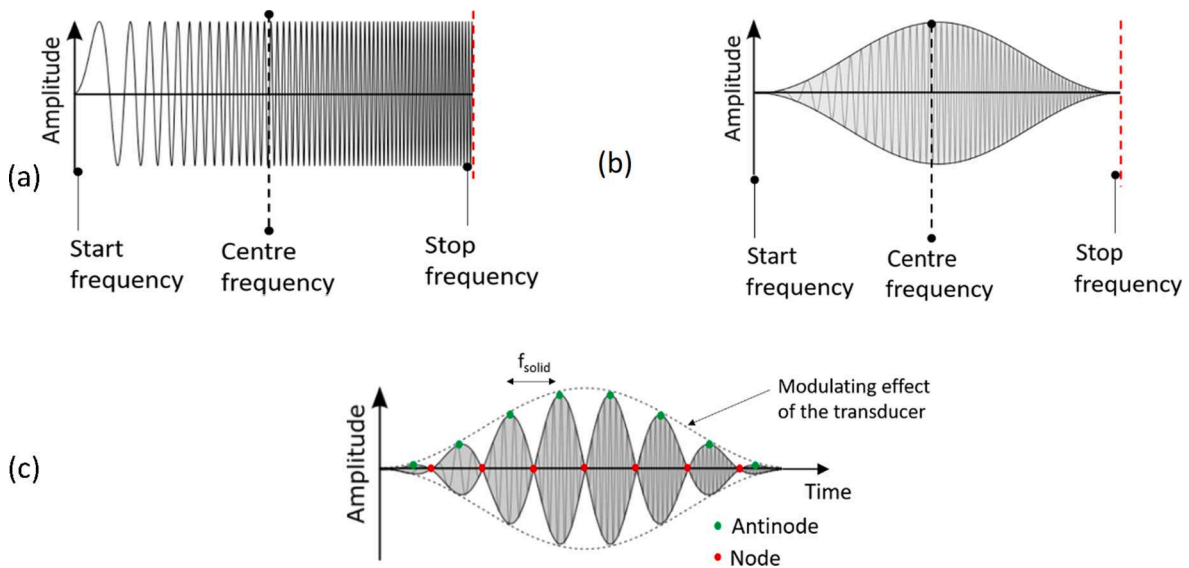 Amplitude
(a)
Start
frequency
Centre
frequency
Stop
frequency
Amplitude
(b)
Start
frequency
Centre
frequency
Stop
frequency
f_solid
Modulating effect
of the transducer
(c)
Amplitude
Time
Antinode
Node